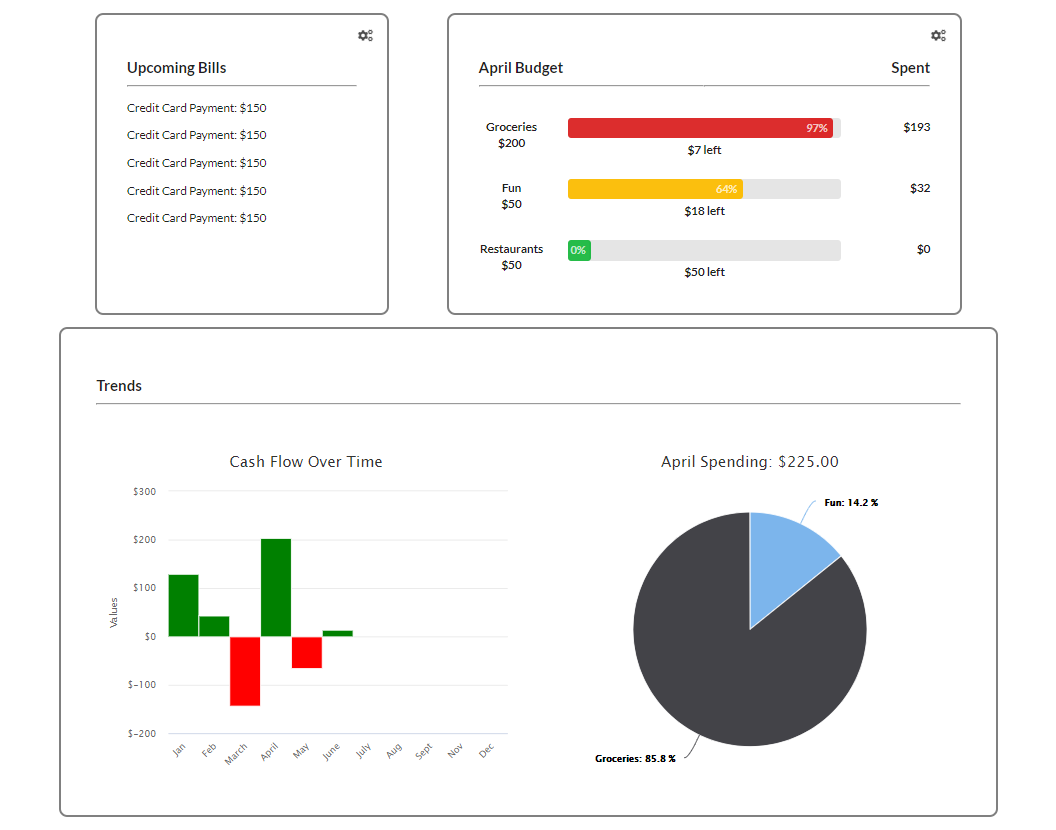 Upcoming Bills
Credit Card Payment: $150
Credit Card Payment: $150
Credit Card Payment: $150
Credit Card Payment: $150
Credit Card Payment: $150
April Budget Spent
Groceries
$200
97%
$7 left
$193
Fun
$50
64%
$18 left
$32
Restaurants
$50
0%
$50 left
$0
Trends
Cash Flow Over Time
Values
$300
$200
$100
$0
$-100
$-200
Jan Feb March April May June July Aug Sept Nov Dec
April Spending: $225.00
Fun: 14.2 %
Groceries: 85.8 %